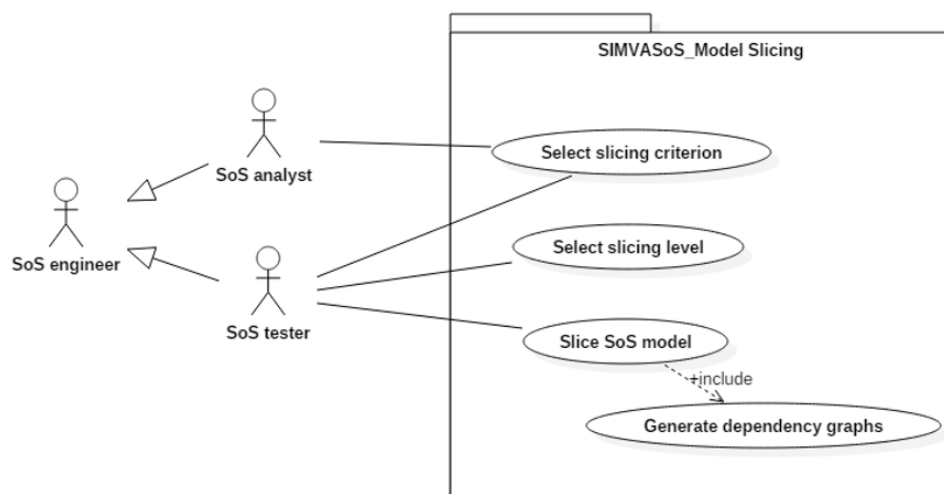 SIMVASoS_Model Slicing
SoS analyst
Select slicing criterion
SoS engineer
Select slicing level
SoS tester
Slice SoS model
+include
Generate dependency graphs